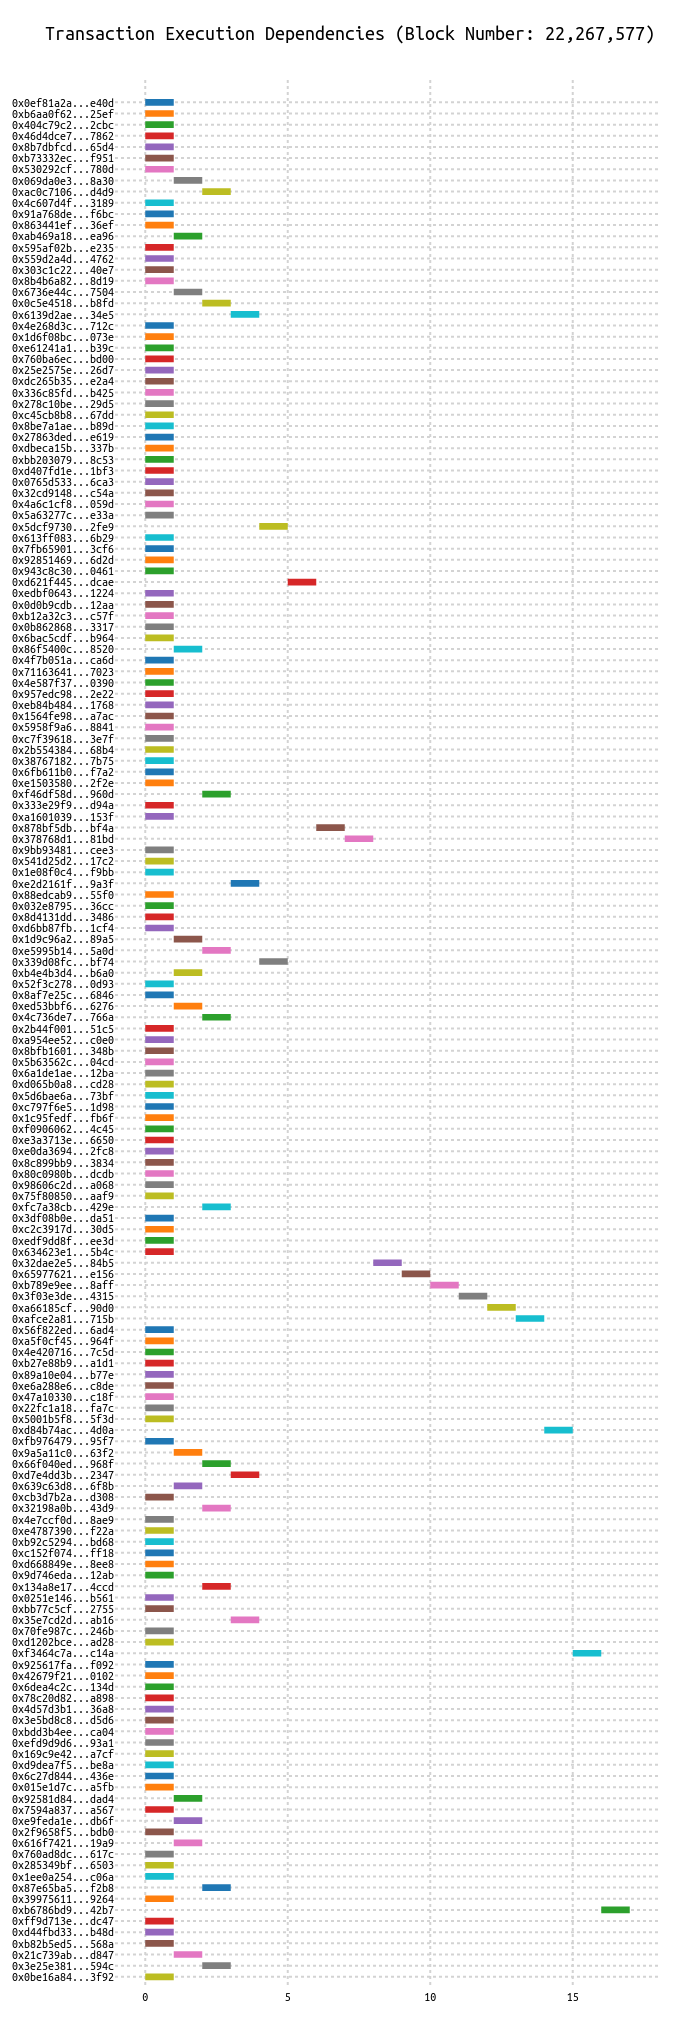 Transaction Execution Dependencies (Block Number: 22,267,577)
0x0ef81a2a...e40d
0xb6aa0f62...25ef
0x404c79c2...2cbc
0x46d4dce7...7862
0x8b7dbfcd...65d4
0xb73332ec...f951
0x530292cf...780d
0x069da0e3...8a30
0xac0c7106...d4d9
0x4c607d4f...3189
0x91a768de...f6bc
0x863441ef...36ef
0xab469a18...ea96
0x595af02b...e235
0x559d2a4d...4762
0x303c1c22...40e7
0x8b4b6a82...8d19
0x6736e44c...7504
0x0c5e4518...b8fd
0x6139d2ae...34e5
0x4e268d3c...712c
0x1d6f08bc...073e
0xe61241a1...b39c
0x760ba6ec...bd00
0x25e2575e...26d7
0xdc265b35...e2a4
0x336c85fd...b425
0x278c10be...29d5
0xc45cb8b8...67dd
0x8be7a1ae...b89d
0x27863ded...e619
0xdbeca15b...337b
0xbb203079...8c53
0xd407fd1e...1bf3
0x0765d533...6ca3
0x32cd9148...c54a
0x4a6c1cf8...059d
0x5a63277c...e33a
0x5dcf9730...2fe9
0x613ff083...6b29
0x7fb65901...3cf6
0x92851469...6d2d
0x943c8c30...0461
0xd621f445...dcae
0xedbf0643...1224
0x0d0b9cdb...12aa
0xb12a32c3...c57f
0x0b862868...3317
0x6bac5cdf...b964
0x86f5400c...8520
0x4f7b051a...ca6d
0x71163641...7023
0x4e587f37...0390
0x957edc98...2e22
0xeb84b484...1768
0x1564fe98...a7ac
0x5958f9a6...8841
0xc7f39618...3e7f
0x2b554384...68b4
0x38767182...7b75
0x6fb611b0...f7a2
0xe1503580...2f2e
0xf46df58d...960d
0x333e29f9...d94a
0xa1601039...153f
0x878bf5db...bf4a
0x378768d1...81bd
0x9bb93481...cee3
0x541d25d2...17c2
0x1e08f0c4...f9bb
0xe2d2161f...9a3f
0x88edcab9...55f0
0x032e8795...36cc
0x8d4131dd...3486
0xd6bb87fb...1cf4
0x1d9c96a2...89a5
0xe5995b14...5a0d
0x339d08fc...bf74
0xb4e4b3d4...b6a0
0x52f3c278...0d93
0x8af7e25c...6846
0xed53bbf6...6276
0x4c736de7...766a
0x2b44f001...51c5
0xa954ee52...c0e0
0x8bfb1601...348b
0x5b63562c...04cd
0x6a1de1ae...12ba
0xd065b0a8...cd28
0x5d6bae6a...73bf
0xc797f6e5...1d98
0x1c95fedf...fb6f
0xf0906062...4c45
0xe3a3713e...6650
0xe0da3694...2fc8
0x8c899bb9...3834
0x80c0980b...dcdb
0x98606c2d...a068
0x75f80850...aaf9
0xfc7a38cb...429e
0x3df08b0e...da51
0xc2c3917d...30d5
0xedf9dd8f...ee3d
0x634623e1...5b4c
0x32dae2e5...84b5
0x65977621...e156
0xb789e9ee...8aff
0x3f03e3de...4315
0xa66185cf...90d0
0xafce2a81...715b
0x56f822ed...6ad4
0xa5f0cf45...964f
0x4e420716...7c5d
0xb27e88b9...a1d1
0x89a10e04...b77e
0xe6a288e6...c8de
0x47a10330...c18f
0x22fc1a18...fa7c
0x5001b5f8...5f3d
0xd84b74ac...4d0a
0xfb976479...95f7
0x9a5a11c0...63f2
0x66f040ed...968f
0xd7e4dd3b...2347
0x639c63d8...6f8b
0xcb3d7b2a...d308
0x32198a0b...43d9
0x4e7ccf0d...8ae9
0xe4787390...f22a
0xb92c5294...bd68
0xc152f074...ff18
0xd668849e...8ee8
0x9d746eda...12ab
0x134a8e17...4ccd
0x0251e146...b561
0xbb77c5cf...2755
0x35e7cd2d...ab16
0x70fe987c...246b
0xd1202bce...ad28
0xf3464c7a...c14a
0x925617fa...f092
0x42679f21...0102
0x6dea4c2c...134d
0x78c20d82...a898
0x4d57d3b1...36a8
0x3e5bd8c8...d5d6
0xbdd3b4ee...ca04
0xefd9d9d6...93a1
0x169c9e42...a7cf
0xd9dea7f5...be8a
0x6c27d844...436e
0x015e1d7c...a5fb
0x92581d84...dad4
0x7594a837...a567
0xe9feda1e...db6f
0x2f9658f5...bdb0
0x616f7421...19a9
0x760ad8dc...617c
0x285349bf...6503
0x1ee0a254...c06a
0x87e65ba5...f2b8
0x39975611...9264
0xb6786bd9...42b7
0xff9d713e...dc47
0xd44fbd33...b48d
0xb82b5ed5...568a
0x21c739ab...d847
0x3e25e381...594c
0x0be16a84...3f92
0 5 10 15